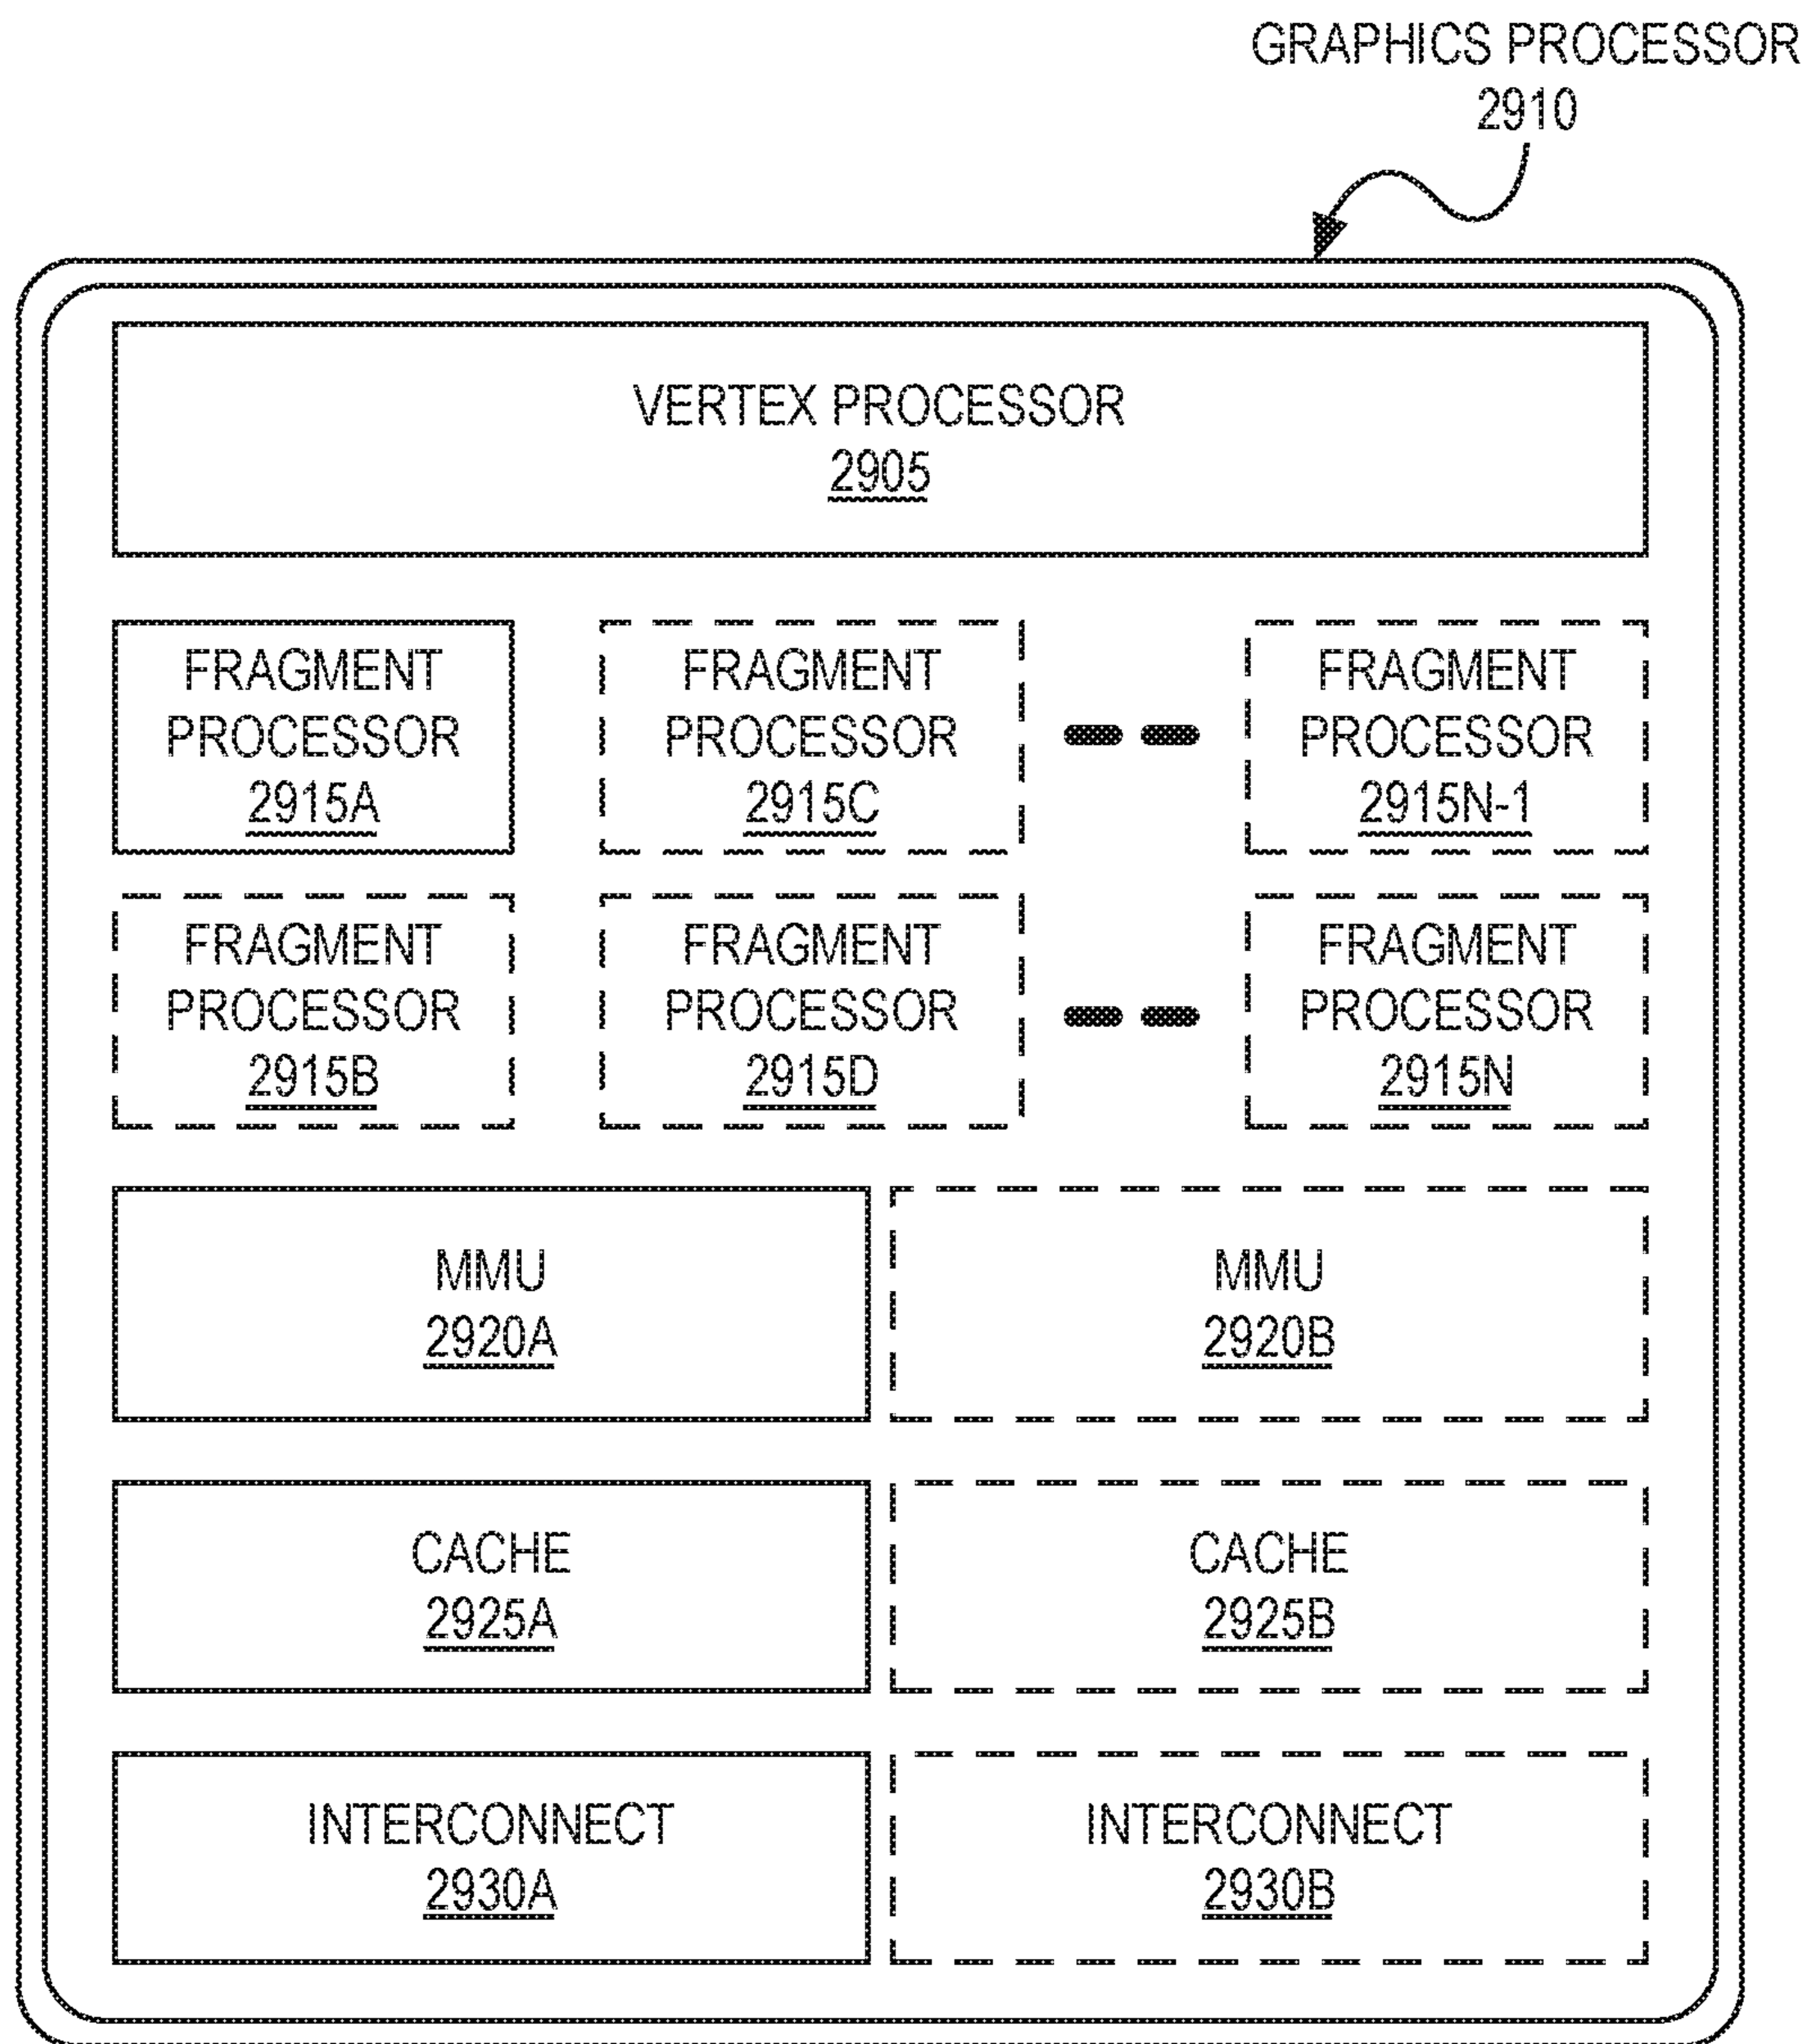 GRAPHICS PROCESSOR
2910
VERTEX PROCESSOR
2905
FRAGMENT
PROCESSOR
2915A
FRAGMENT
PROCESSOR
2915C
FRAGMENT
PROCESSOR
2915N-1
FRAGMENT
PROCESSOR
2915B
FRAGMENT
PROCESSOR
2915D
FRAGMENT
PROCESSOR
2915N
MMU
2920A
MMU
2920B
CACHE
2925A
CACHE
2925B
INTERCONNECT
2930A
INTERCONNECT
2930B